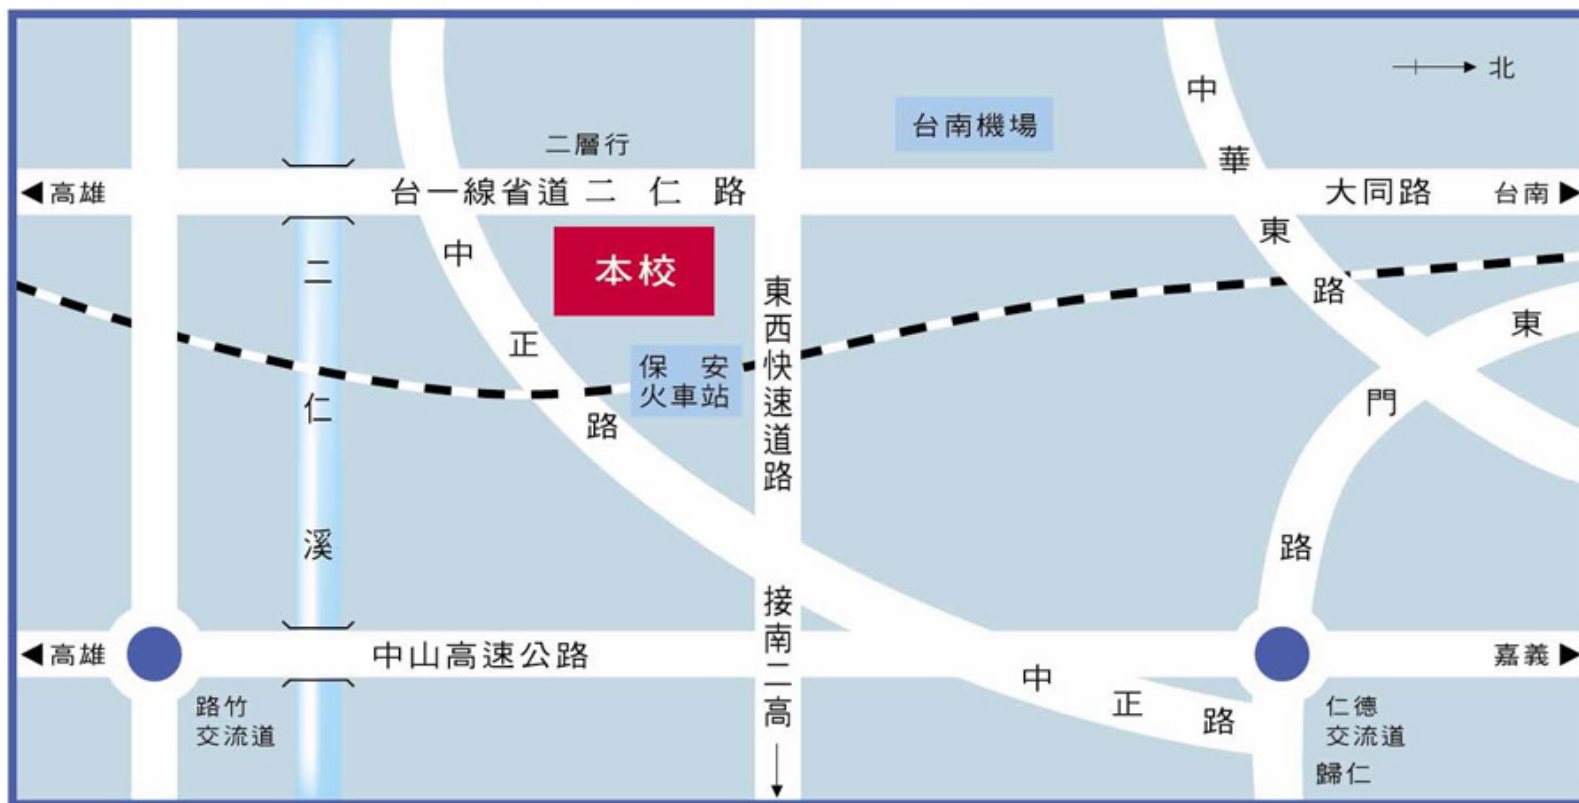 北
台南機場
中華東路
二層行
高雄
台一線省道 二仁路
大同路
台南
本校
中正路
二仁溪
東西快速道路
東門路
保安
火車站
接南二高
高雄
中山高速公路
嘉義
中正路
路竹
交流道
仁德
交流道
歸仁